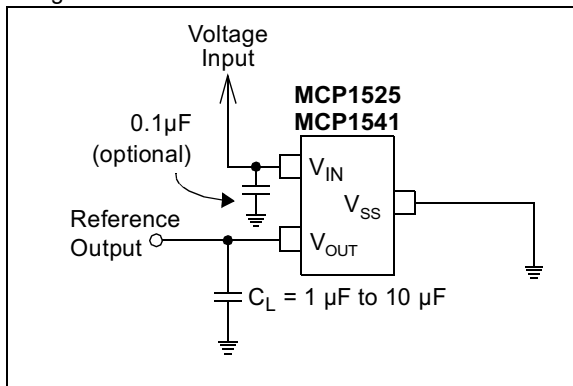 Voltage
Input
MCP1525
MCP1541
0.1µF
(optional)
V_IN
V_SS
Reference
Output
V_OUT
C_L = 1 µF to 10 µF